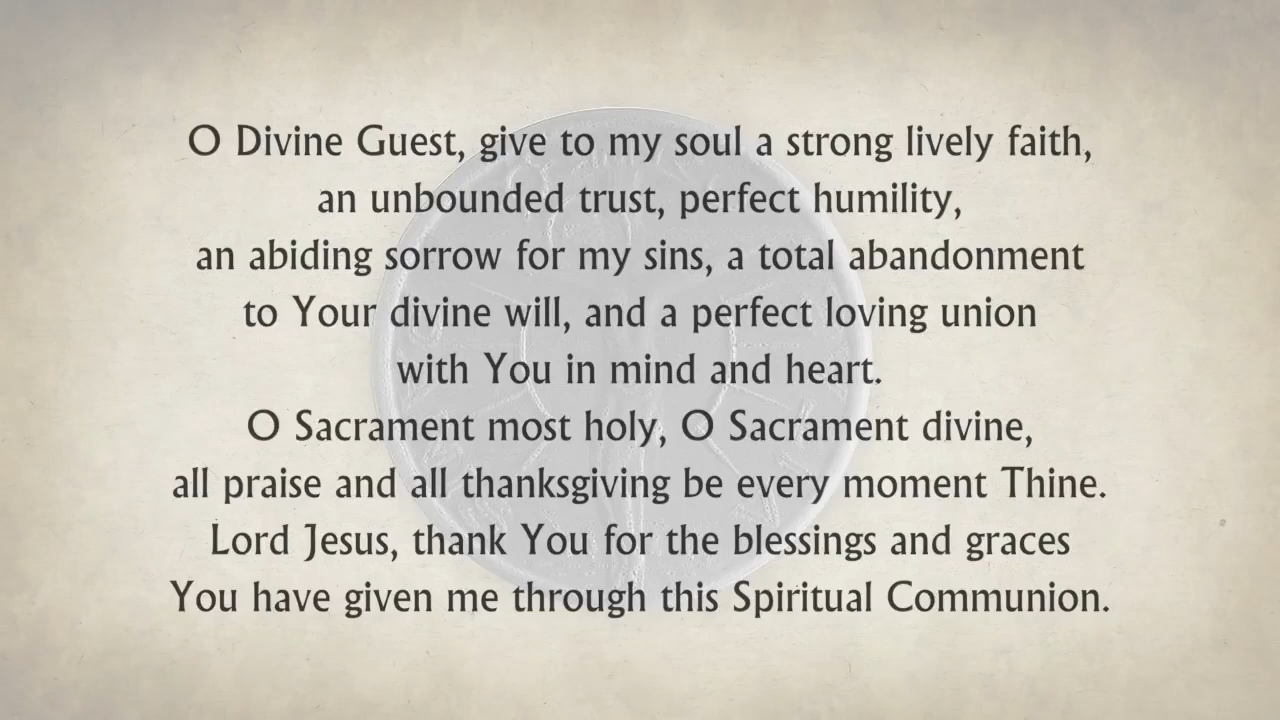 O Divine Guest, give to my soul a strong lively faith,
an unbounded trust, perfect humility,
an abiding sorrow for my sins, a total abandonment
to Your divine will, and a perfect loving union
with You in mind and heart.
O Sacrament most holy, O Sacrament divine,
all praise and all thanksgiving be every moment Thine.
Lord Jesus, thank You for the blessings and graces
You have given me through this Spiritual Communion.